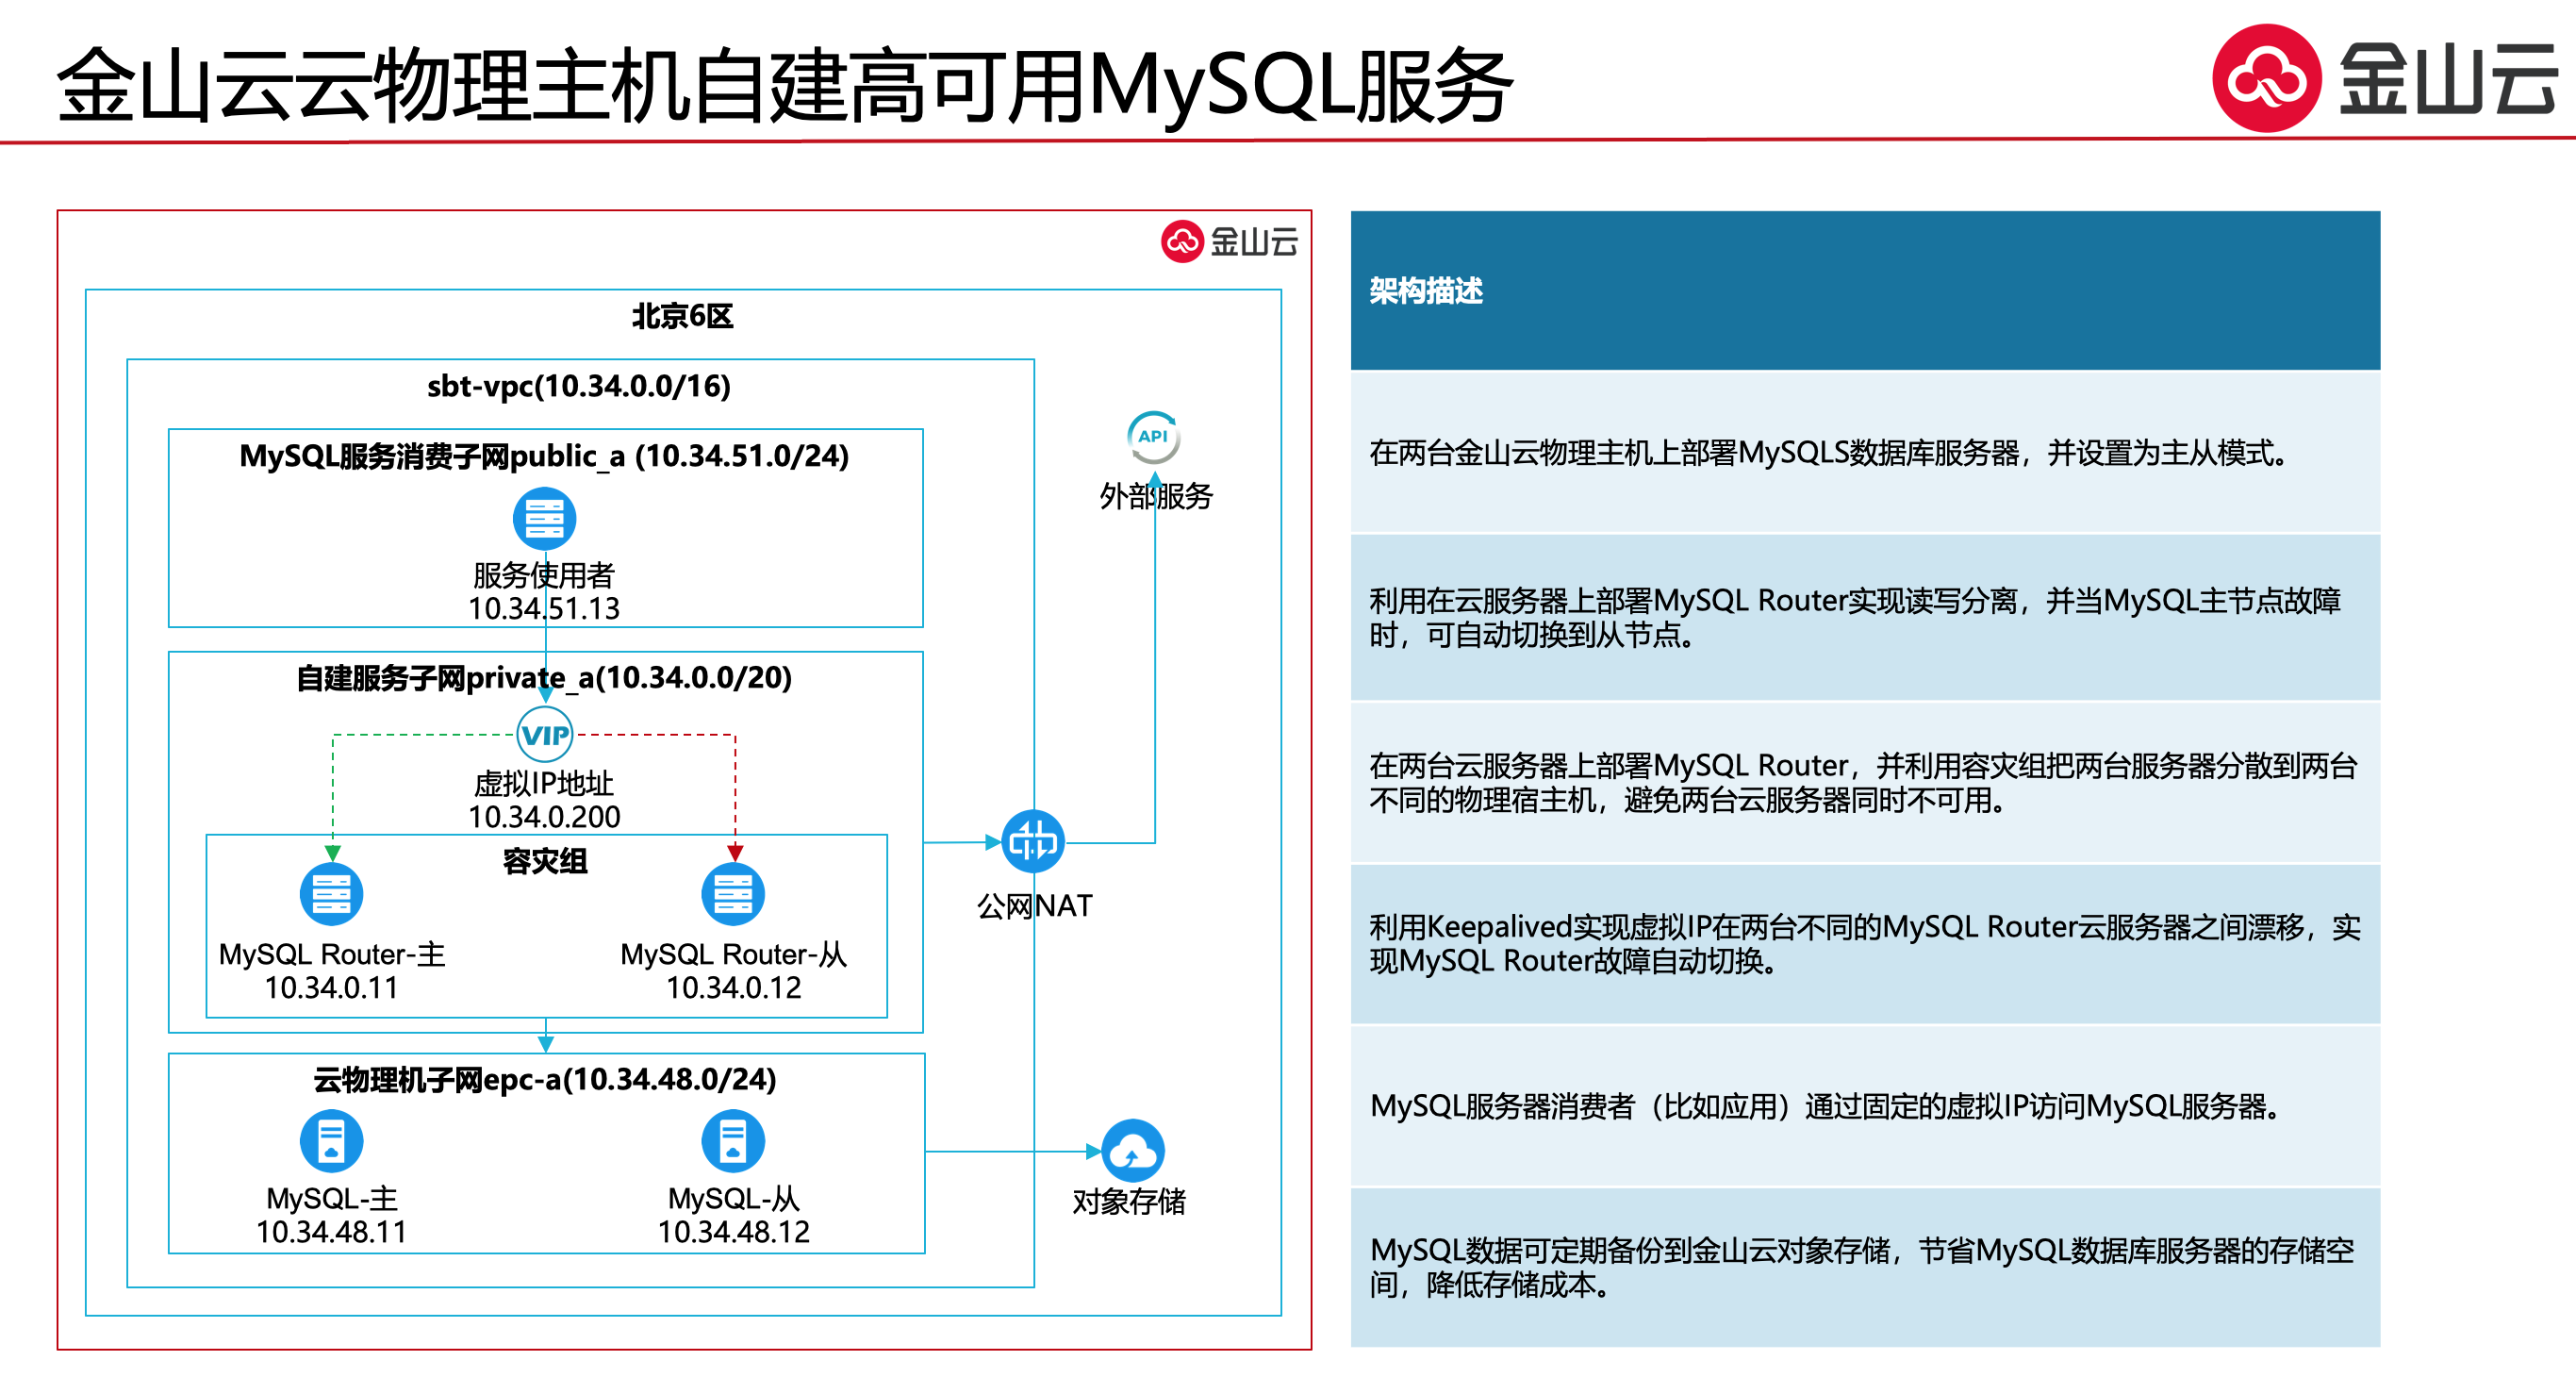 金山云云物理主机自建高可用MySQL服务
金山云
金山云
北京6区
sbt-vpc(10.34.0.0/16)
MySQL服务消费子网public_a (10.34.51.0/24)
服务使用者
10.34.51.13
自建服务子网private_a(10.34.0.0/20)
VIP
虚拟IP地址
10.34.0.200
容灾组
MySQL Router-主
10.34.0.11
MySQL Router-从
10.34.0.12
云物理机子网epc-a(10.34.48.0/24)
MySQL-主
10.34.48.11
MySQL-从
10.34.48.12
API
外部服务
公网NAT
对象存储
架构描述
在两台金山云物理主机上部署MySQLS数据库服务器，并设置为主从模式。
利用在云服务器上部署MySQL Router实现读写分离，并当MySQL主节点故障
时，可自动切换到从节点。
在两台云服务器上部署MySQL Router，并利用容灾组把两台服务器分散到两台
不同的物理宿主机，避免两台云服务器同时不可用。
利用Keepalived实现虚拟IP在两台不同的MySQL Router云服务器之间漂移，实
现MySQL Router故障自动切换。
MySQL服务器消费者（比如应用）通过固定的虚拟IP访问MySQL服务器。
MySQL数据可定期备份到金山云对象存储，节省MySQL数据库服务器的存储空
间，降低存储成本。